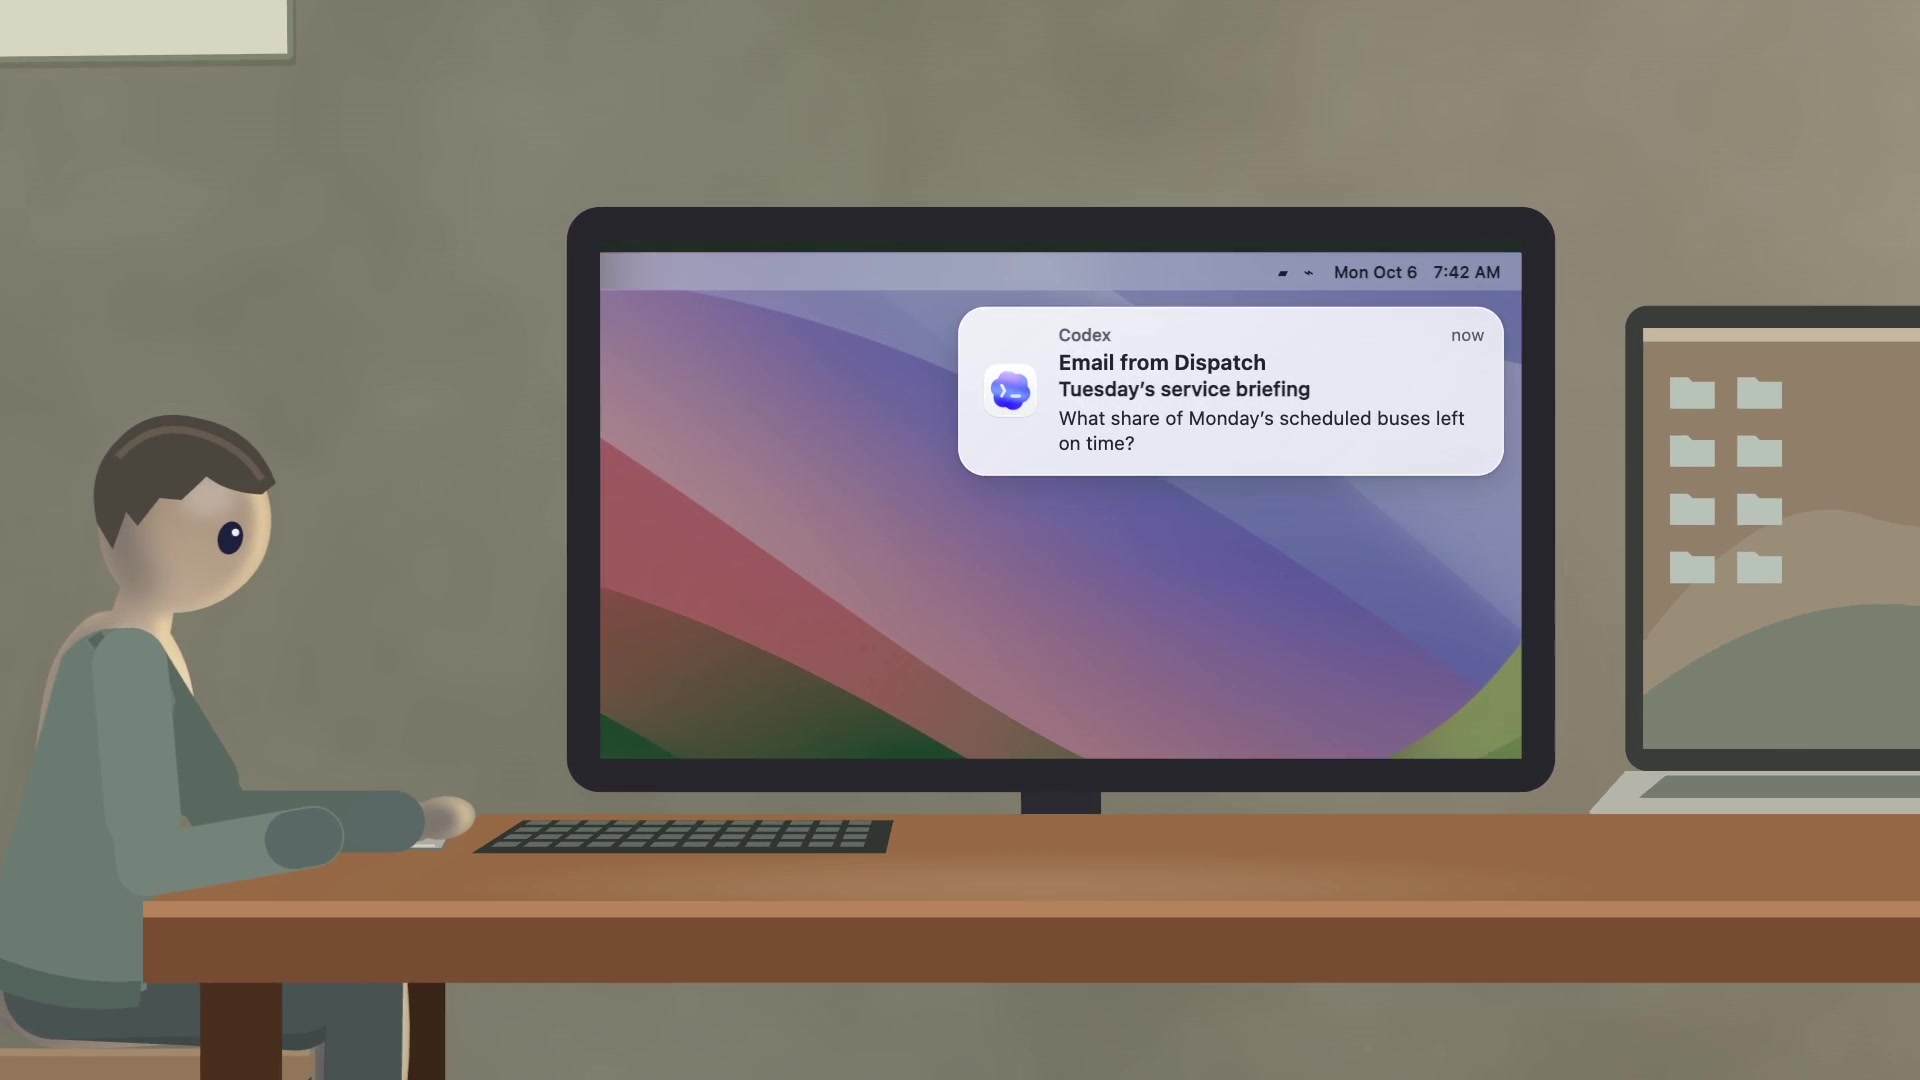 Mon Oct 6 7:42 AM
Codex now
Email from Dispatch
Tuesday’s service briefing
What share of Monday’s scheduled buses left
on time?